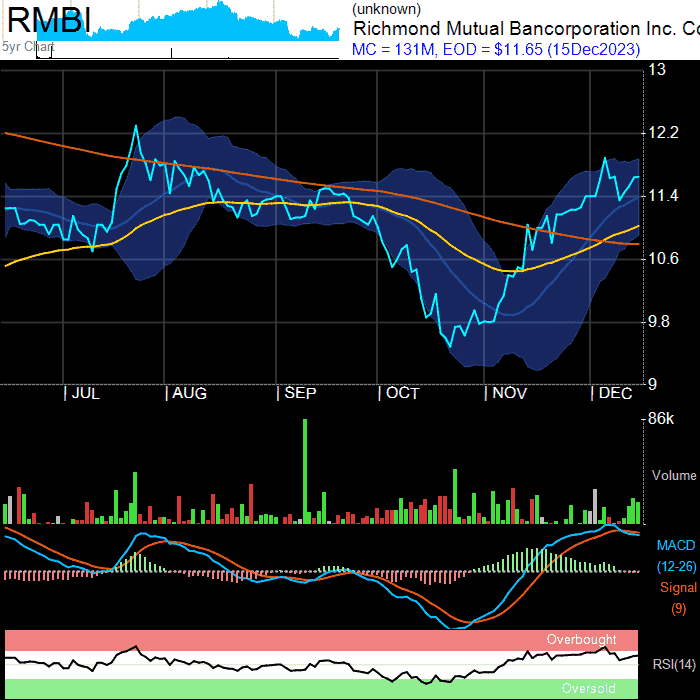 RMBI
(unknown)
Richmond Mutual Bancorporation Inc. Co
5yr Chart
MC = 131M, EOD = $11.65 (15Dec2023)
13
12.2
11.4
10.6
9.8
9
JUL AUG SEP OCT NOV DEC
86k
Volume
MACD
(12-26)
Signal
(9)
Overbought
RSI(14)
Oversold